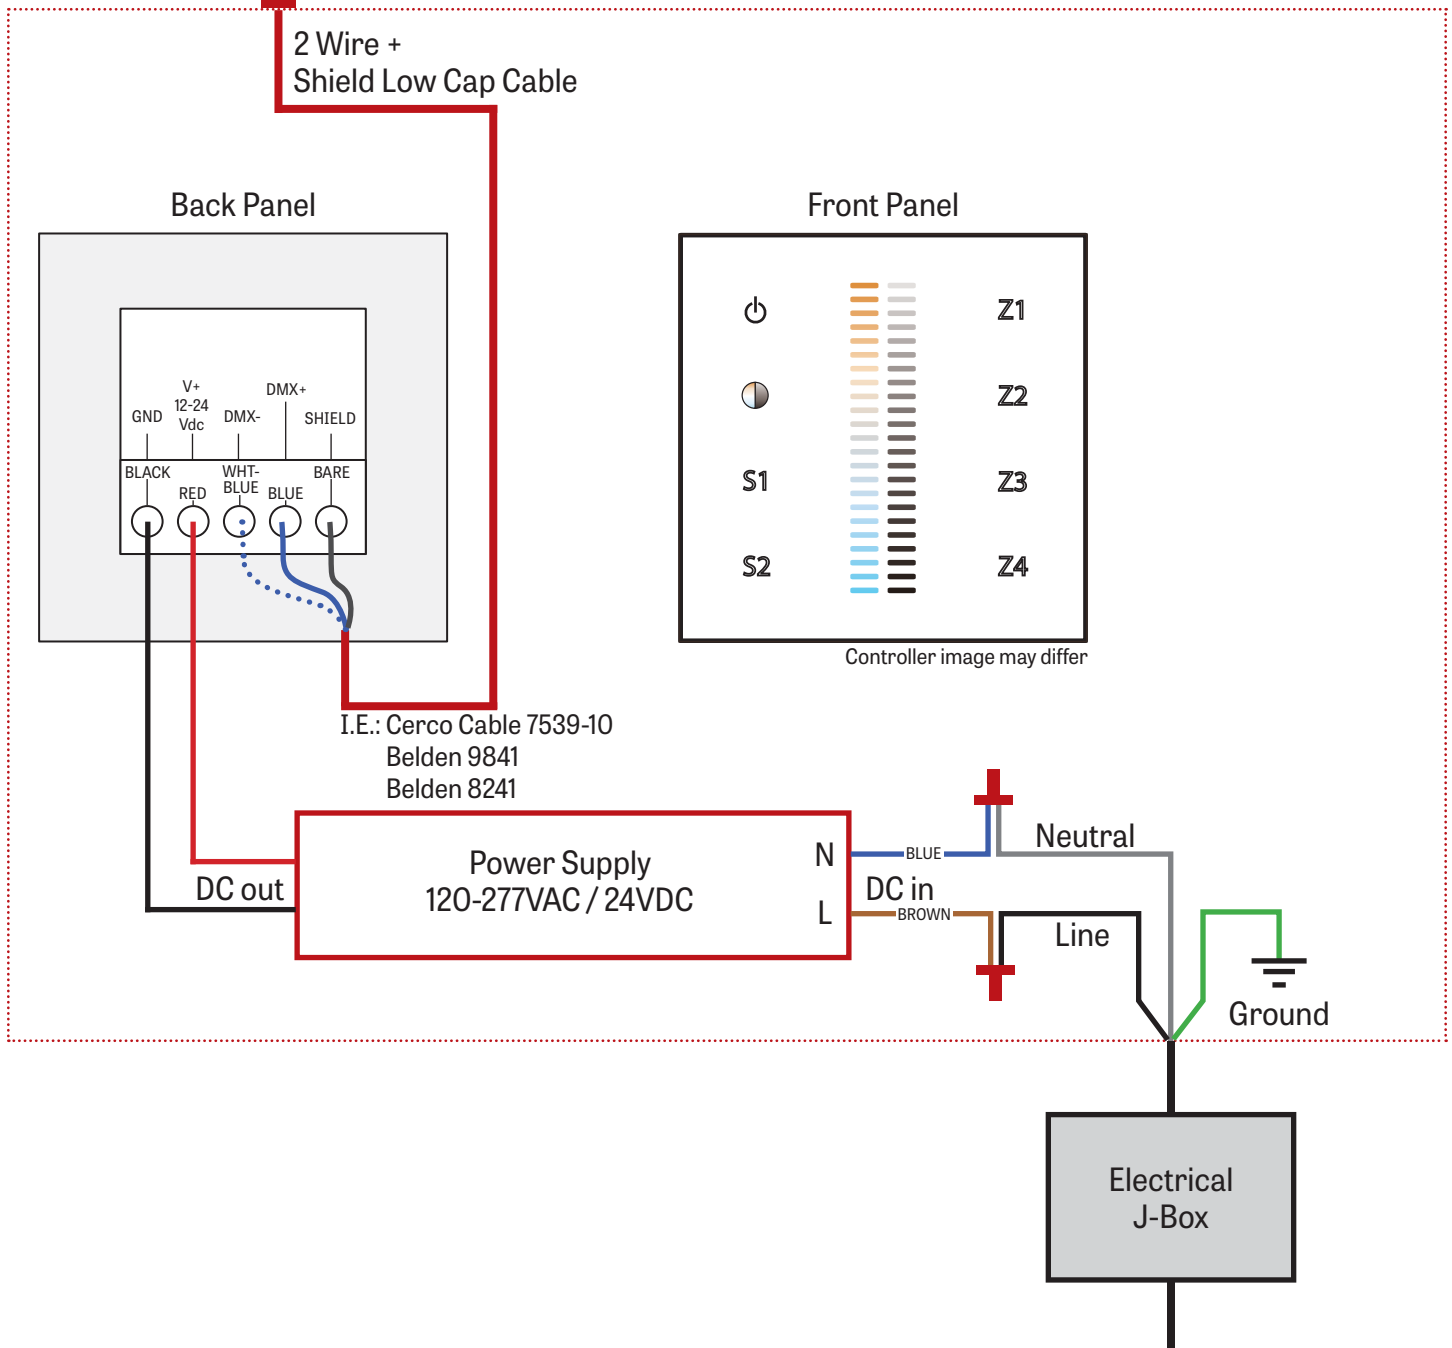 2 Wire +
Shield Low Cap Cable
Back Panel
Front Panel
GND
V+
12-24
Vdc
DMX-
DMX+
SHIELD
BLACK
RED
WHT-
BLUE
BLUE
BARE
Z1
Z2
S1
Z3
S2
Z4
Controller image may differ
I.E.: Cerco Cable 7539-10
Belden 9841
Belden 8241
Power Supply
120-277VAC / 24VDC
DC out
N
L
BLUE
DC in
BROWN
Neutral
Line
Ground
Electrical
J-Box